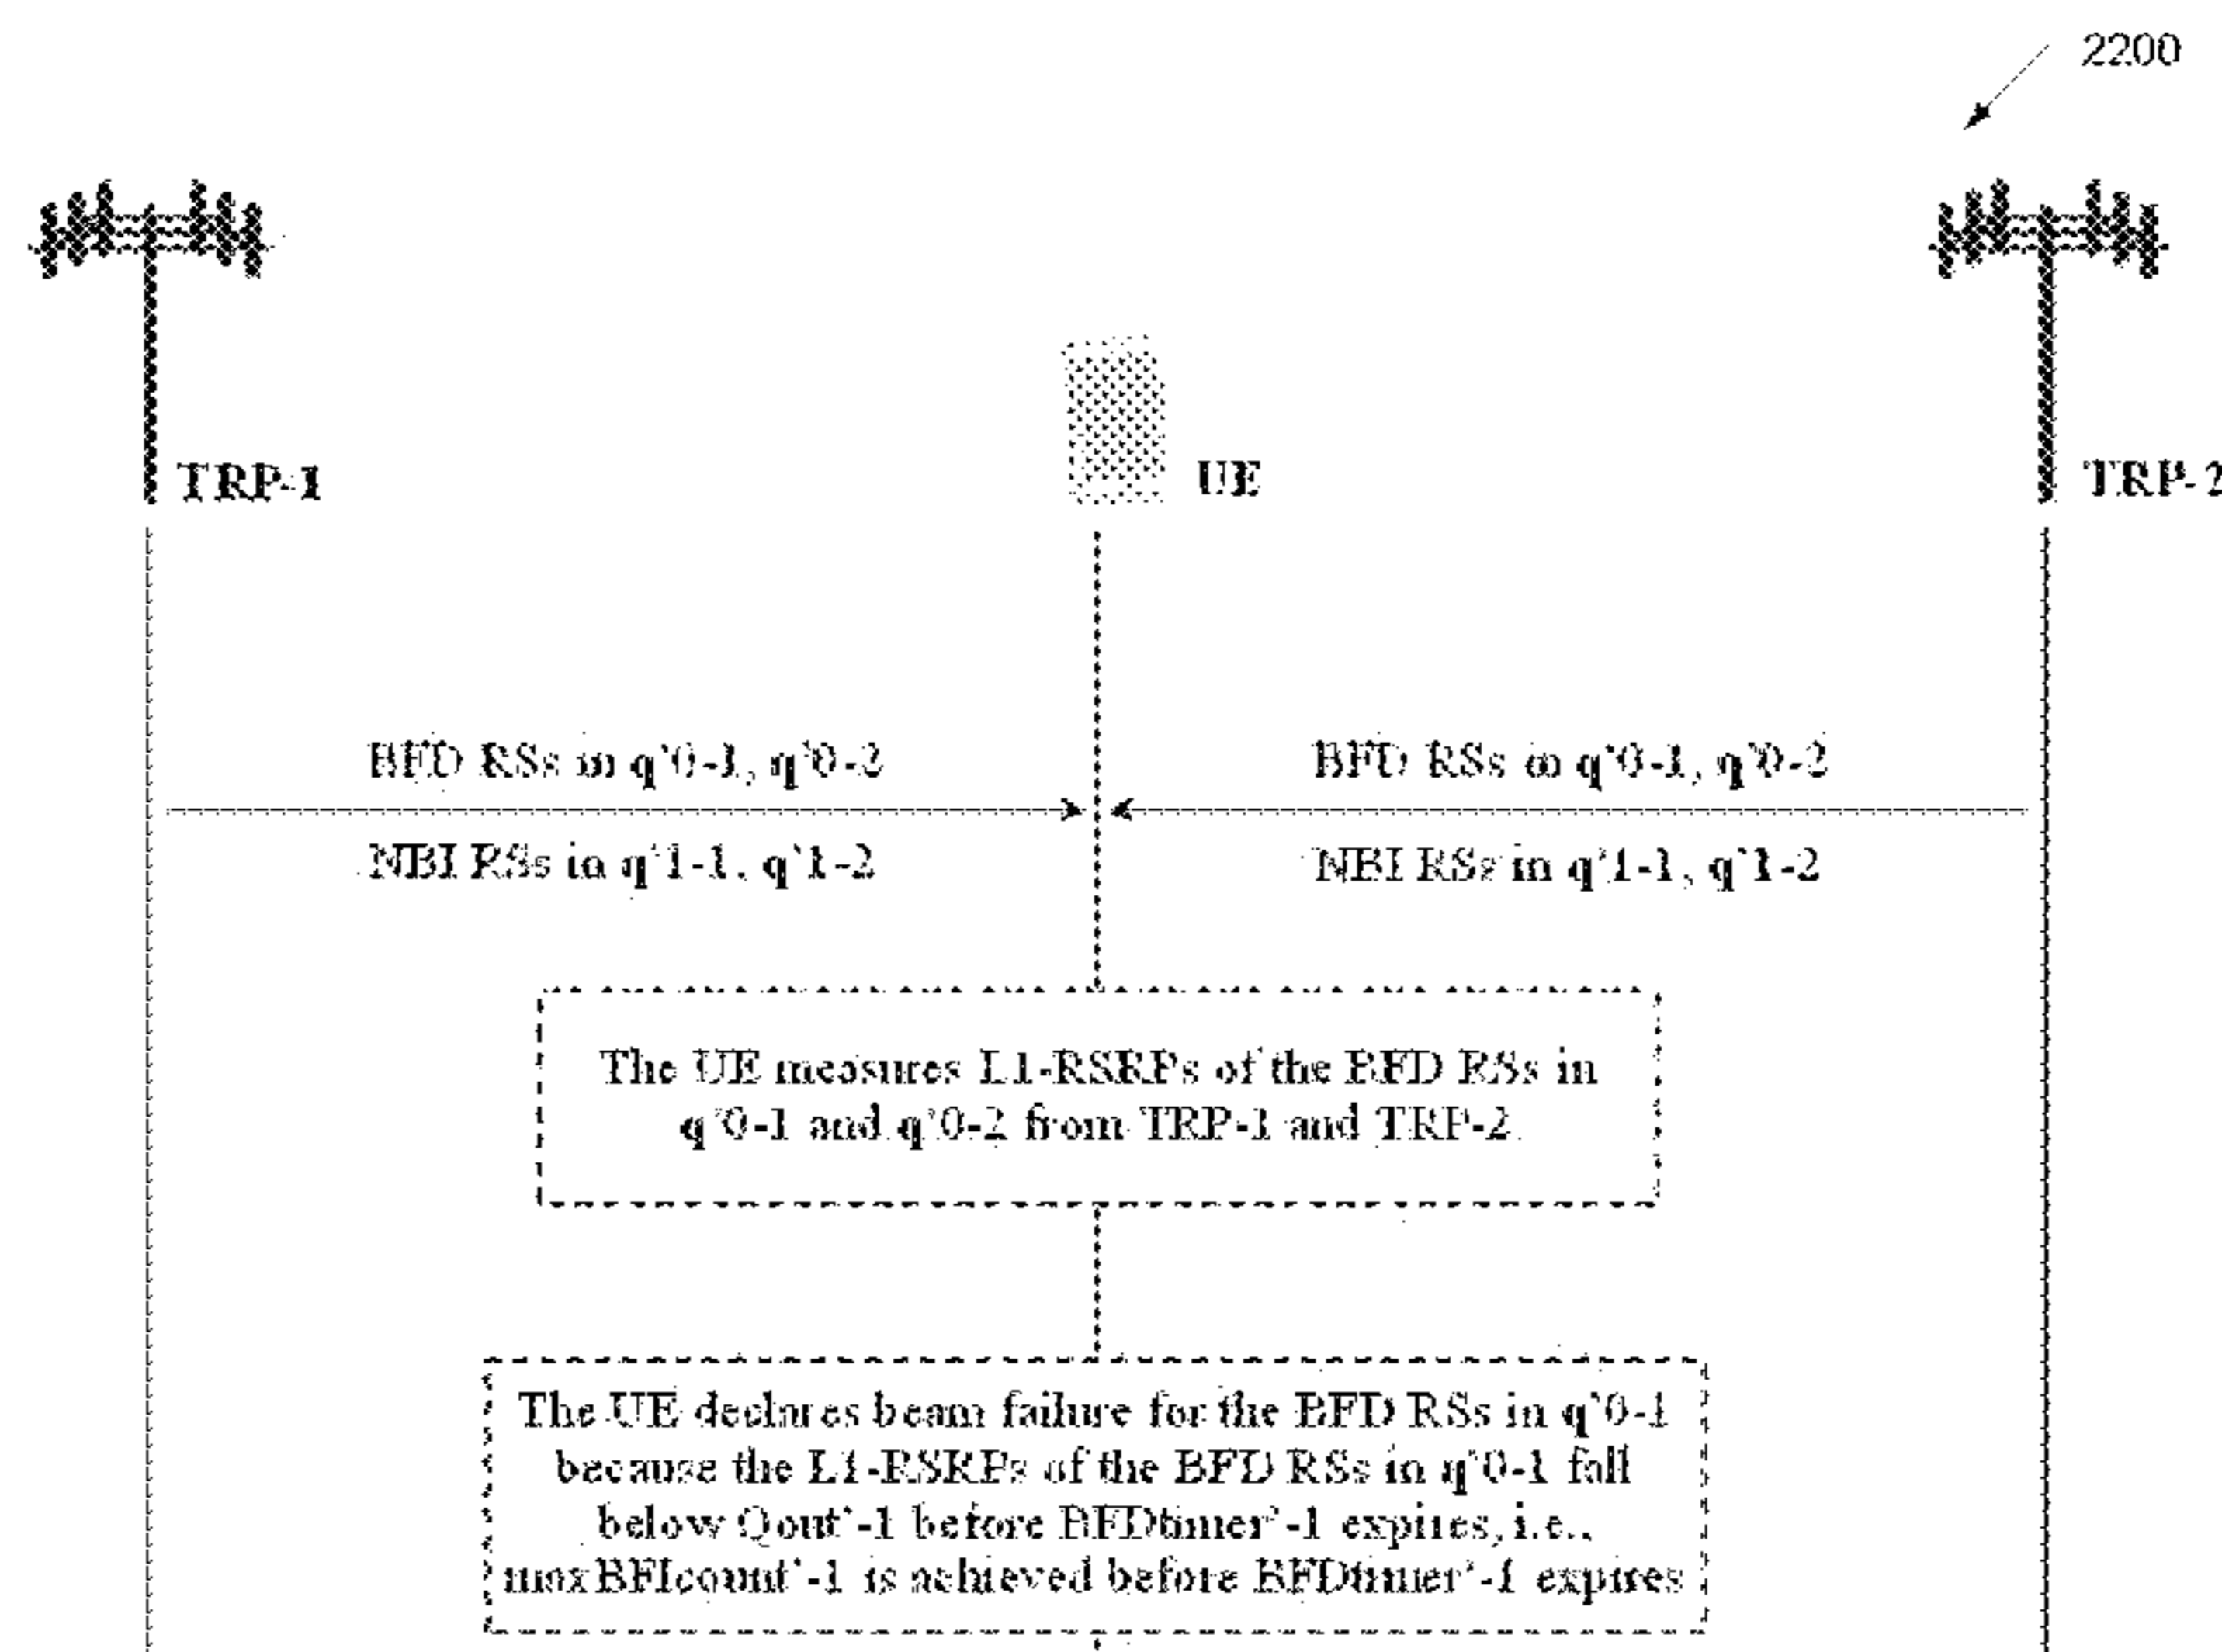 2200
TRP-1
UE
TRP-2
BFD RSs in q'0-1, q'0-2
BFD RSs in q'0-1, q'0-2
NBI RSs in q'1-1, q'1-2
NBI RSs in q'1-1, q'1-2
The UE measures L1-RSRPs of the BFD RSs in
q'0-1 and q'0-2 from TRP-1 and TRP-2.
The UE declares beam failure for the BFD RSs in q'0-1
because the L1-RSRPs of the BFD RSs in q'0-1 fall
below Qout'-1 before BFDtimer'-1 expires, i.e.,
maxBFIcount'-1 is achieved before BFDtimer'-1 expires